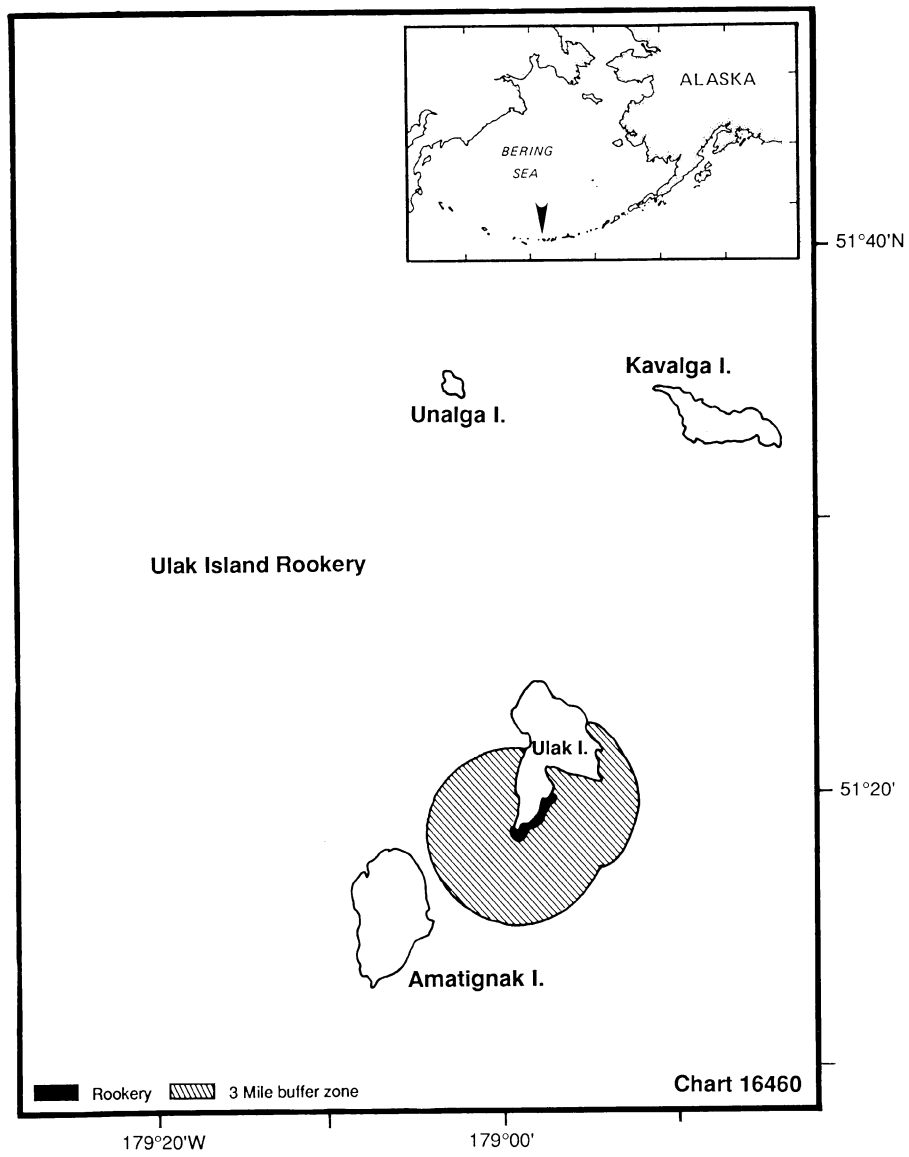 ALASKA
BERING
SEA
51°40'N
Kavalga I.
Unalga I.
Ulak Island Rookery
Ulak I.
51°20'
Amatignak I.
Rookery
3 Mile buffer zone
Chart 16460
179°20'W
179°00'